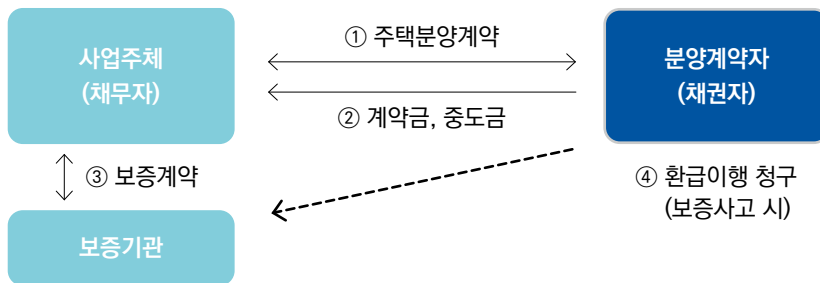 사업주체
(채무자)
① 주택분양계약
② 계약금, 중도금
분양계약자
(채권자)
③ 보증계약
④ 환급이행 청구
(보증사고 시)
보증기관